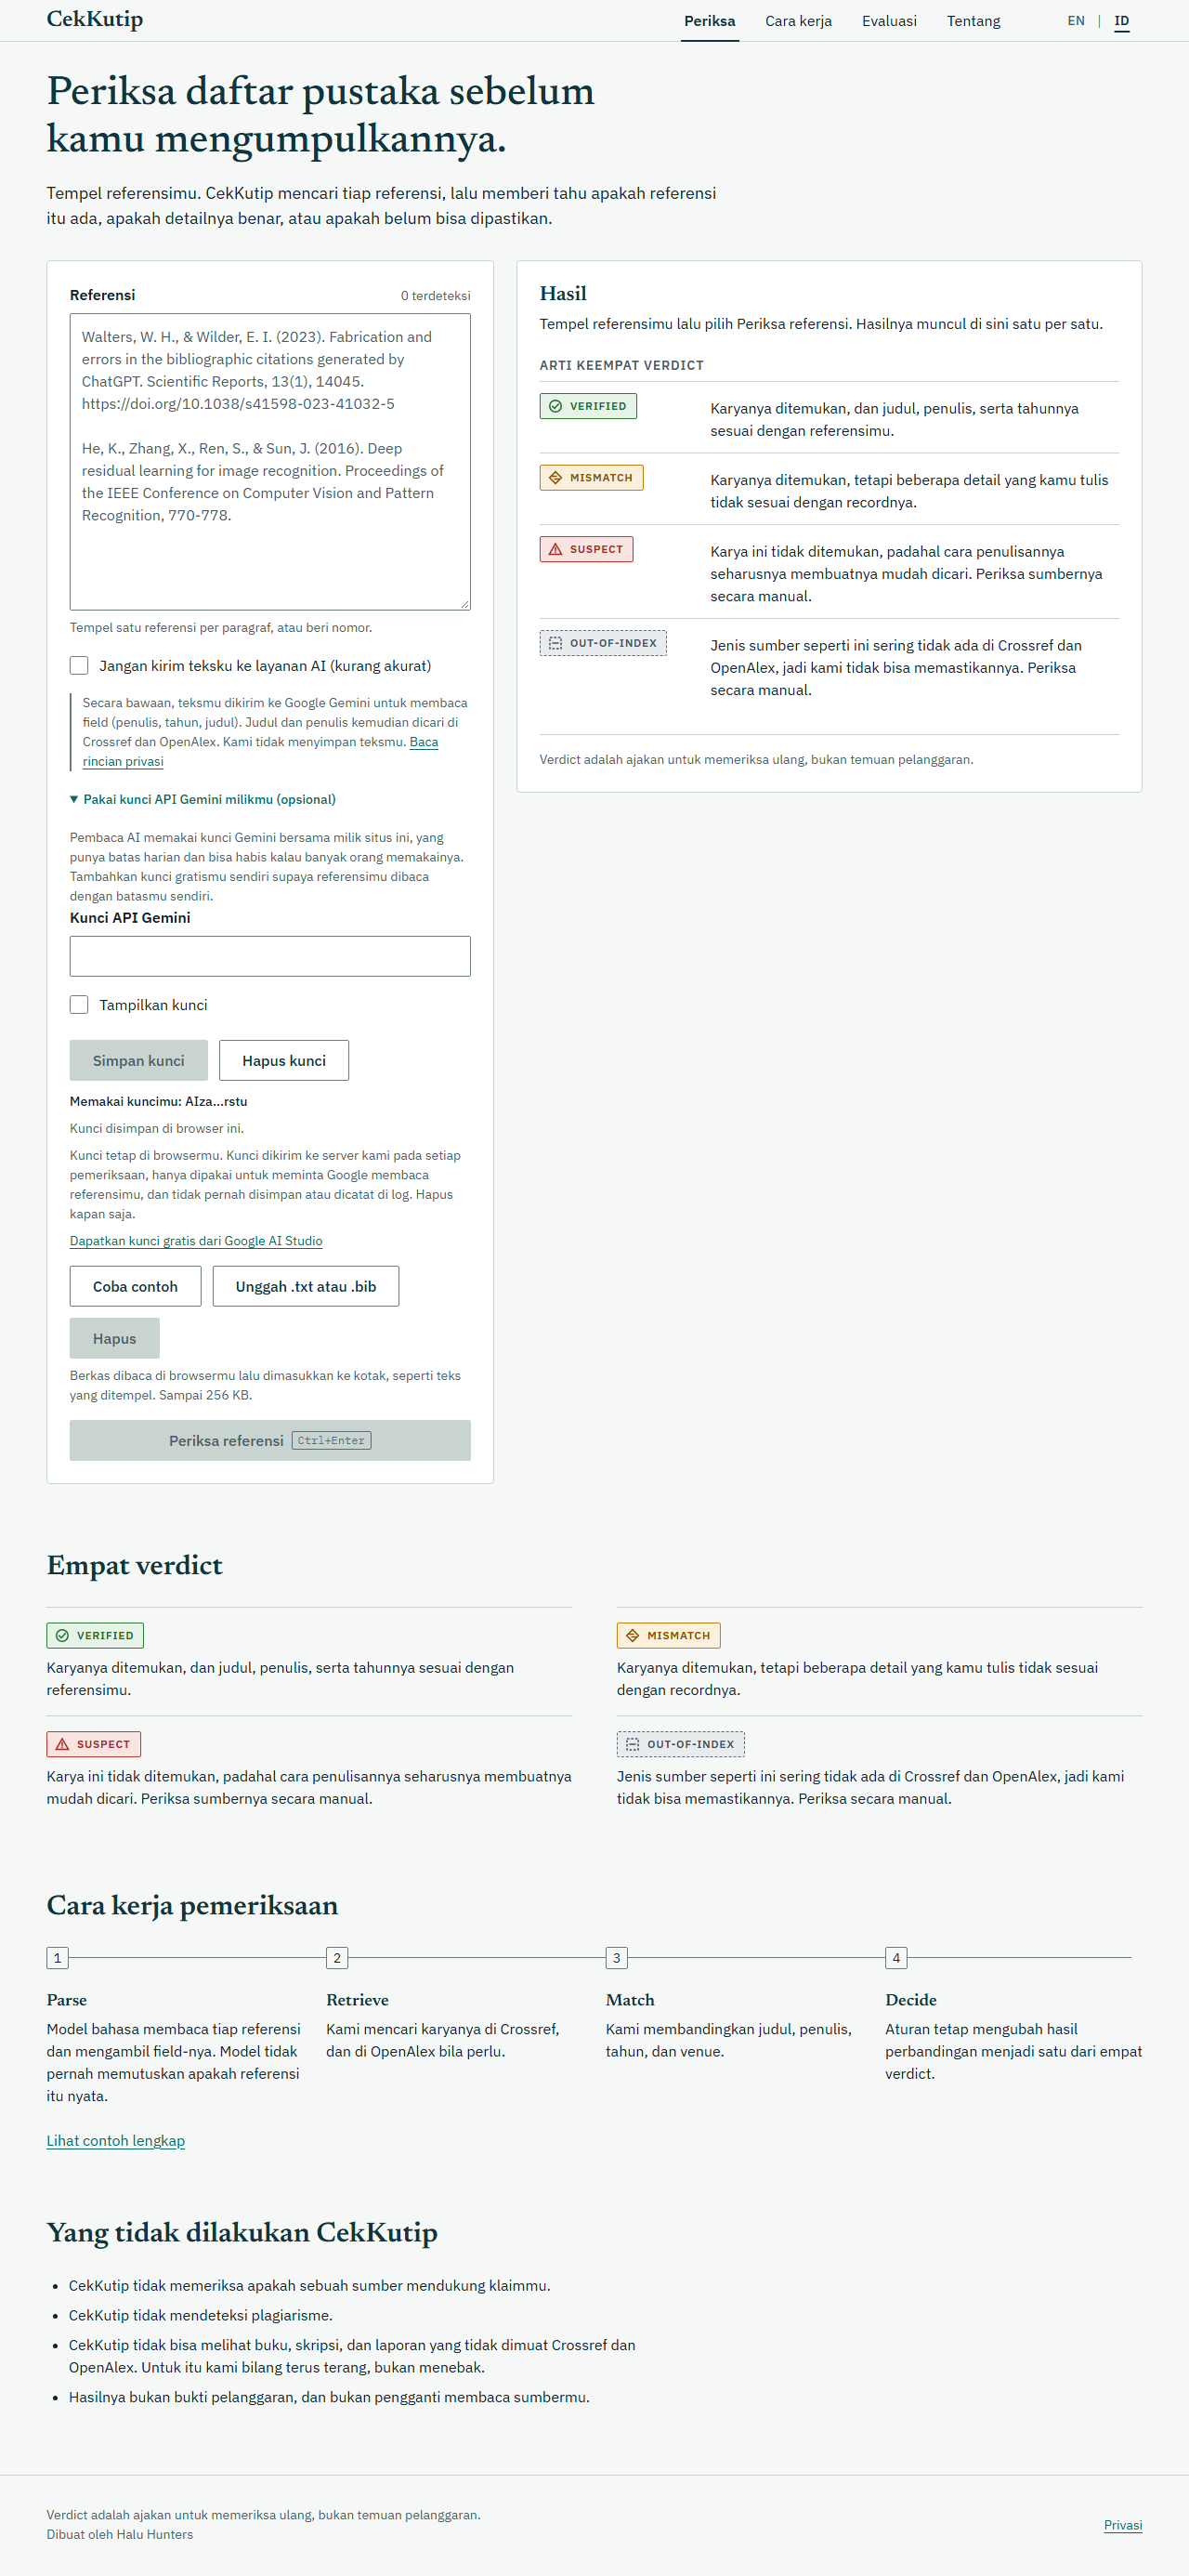 CekKutip
Periksa
Cara kerja
Evaluasi
Tentang
EN
ID
Periksa daftar pustaka sebelum
kamu mengumpulkannya.
Tempel referensimu. CekKutip mencari tiap referensi, lalu memberi tahu apakah referensi
itu ada, apakah detailnya benar, atau apakah belum bisa dipastikan.
Referensi
0 terdeteksi
Walters, W. H., & Wilder, E. I. (2023). Fabrication and
errors in the bibliographic citations generated by
ChatGPT. Scientific Reports, 13(1), 14045.
https://doi.org/10.1038/s41598-023-41032-5
He, K., Zhang, X., Ren, S., & Sun, J. (2016). Deep
residual learning for image recognition. Proceedings of
the IEEE Conference on Computer Vision and Pattern
Recognition, 770-778.
Tempel satu referensi per paragraf, atau beri nomor.
Jangan kirim teksku ke layanan AI (kurang akurat)
Secara bawaan, teksmu dikirim ke Google Gemini untuk membaca
field (penulis, tahun, judul). Judul dan penulis kemudian dicari di
Crossref dan OpenAlex. Kami tidak menyimpan teksmu. Baca
rincian privasi
Pakai kunci API Gemini milikmu (opsional)
Pembaca AI memakai kunci Gemini bersama milik situs ini, yang
punya batas harian dan bisa habis kalau banyak orang memakainya.
Tambahkan kunci gratismu sendiri supaya referensimu dibaca
dengan batasmu sendiri.
Kunci API Gemini
Tampilkan kunci
Simpan kunci
Hapus kunci
Memakai kuncimu: AIza...rstu
Kunci disimpan di browser ini.
Kunci tetap di browsermu. Kunci dikirim ke server kami pada setiap
pemeriksaan, hanya dipakai untuk meminta Google membaca
referensimu, dan tidak pernah disimpan atau dicatat di log. Hapus
kapan saja.
Dapatkan kunci gratis dari Google AI Studio
Coba contoh
Unggah .txt atau .bib
Hapus
Berkas dibaca di browsermu lalu dimasukkan ke kotak, seperti teks
yang ditempel. Sampai 256 KB.
Periksa referensi Ctrl+Enter
Hasil
Tempel referensimu lalu pilih Periksa referensi. Hasilnya muncul di sini satu per satu.
ARTI KEEMPAT VERDICT
VERIFIED
Karyanya ditemukan, dan judul, penulis, serta tahunnya
sesuai dengan referensimu.
MISMATCH
Karyanya ditemukan, tetapi beberapa detail yang kamu tulis
tidak sesuai dengan recordnya.
SUSPECT
Karya ini tidak ditemukan, padahal cara penulisannya
seharusnya membuatnya mudah dicari. Periksa sumbernya
secara manual.
OUT-OF-INDEX
Jenis sumber seperti ini sering tidak ada di Crossref dan
OpenAlex, jadi kami tidak bisa memastikannya. Periksa
secara manual.
Verdict adalah ajakan untuk memeriksa ulang, bukan temuan pelanggaran.
Empat verdict
VERIFIED
Karyanya ditemukan, dan judul, penulis, serta tahunnya sesuai dengan
referensimu.
MISMATCH
Karyanya ditemukan, tetapi beberapa detail yang kamu tulis tidak sesuai
dengan recordnya.
SUSPECT
Karya ini tidak ditemukan, padahal cara penulisannya seharusnya membuatnya
mudah dicari. Periksa sumbernya secara manual.
OUT-OF-INDEX
Jenis sumber seperti ini sering tidak ada di Crossref dan OpenAlex, jadi kami
tidak bisa memastikannya. Periksa secara manual.
Cara kerja pemeriksaan
1
Parse
Model bahasa membaca tiap referensi
dan mengambil field-nya. Model tidak
pernah memutuskan apakah referensi
itu nyata.
2
Retrieve
Kami mencari karyanya di Crossref,
dan di OpenAlex bila perlu.
3
Match
Kami membandingkan judul, penulis,
tahun, dan venue.
4
Decide
Aturan tetap mengubah hasil
perbandingan menjadi satu dari empat
verdict.
Lihat contoh lengkap
Yang tidak dilakukan CekKutip
• CekKutip tidak memeriksa apakah sebuah sumber mendukung klaimmu.
• CekKutip tidak mendeteksi plagiarisme.
• CekKutip tidak bisa melihat buku, skripsi, dan laporan yang tidak dimuat Crossref dan
OpenAlex. Untuk itu kami bilang terus terang, bukan menebak.
• Hasilnya bukan bukti pelanggaran, dan bukan pengganti membaca sumbermu.
Verdict adalah ajakan untuk memeriksa ulang, bukan temuan pelanggaran.
Dibuat oleh Halu Hunters
Privasi